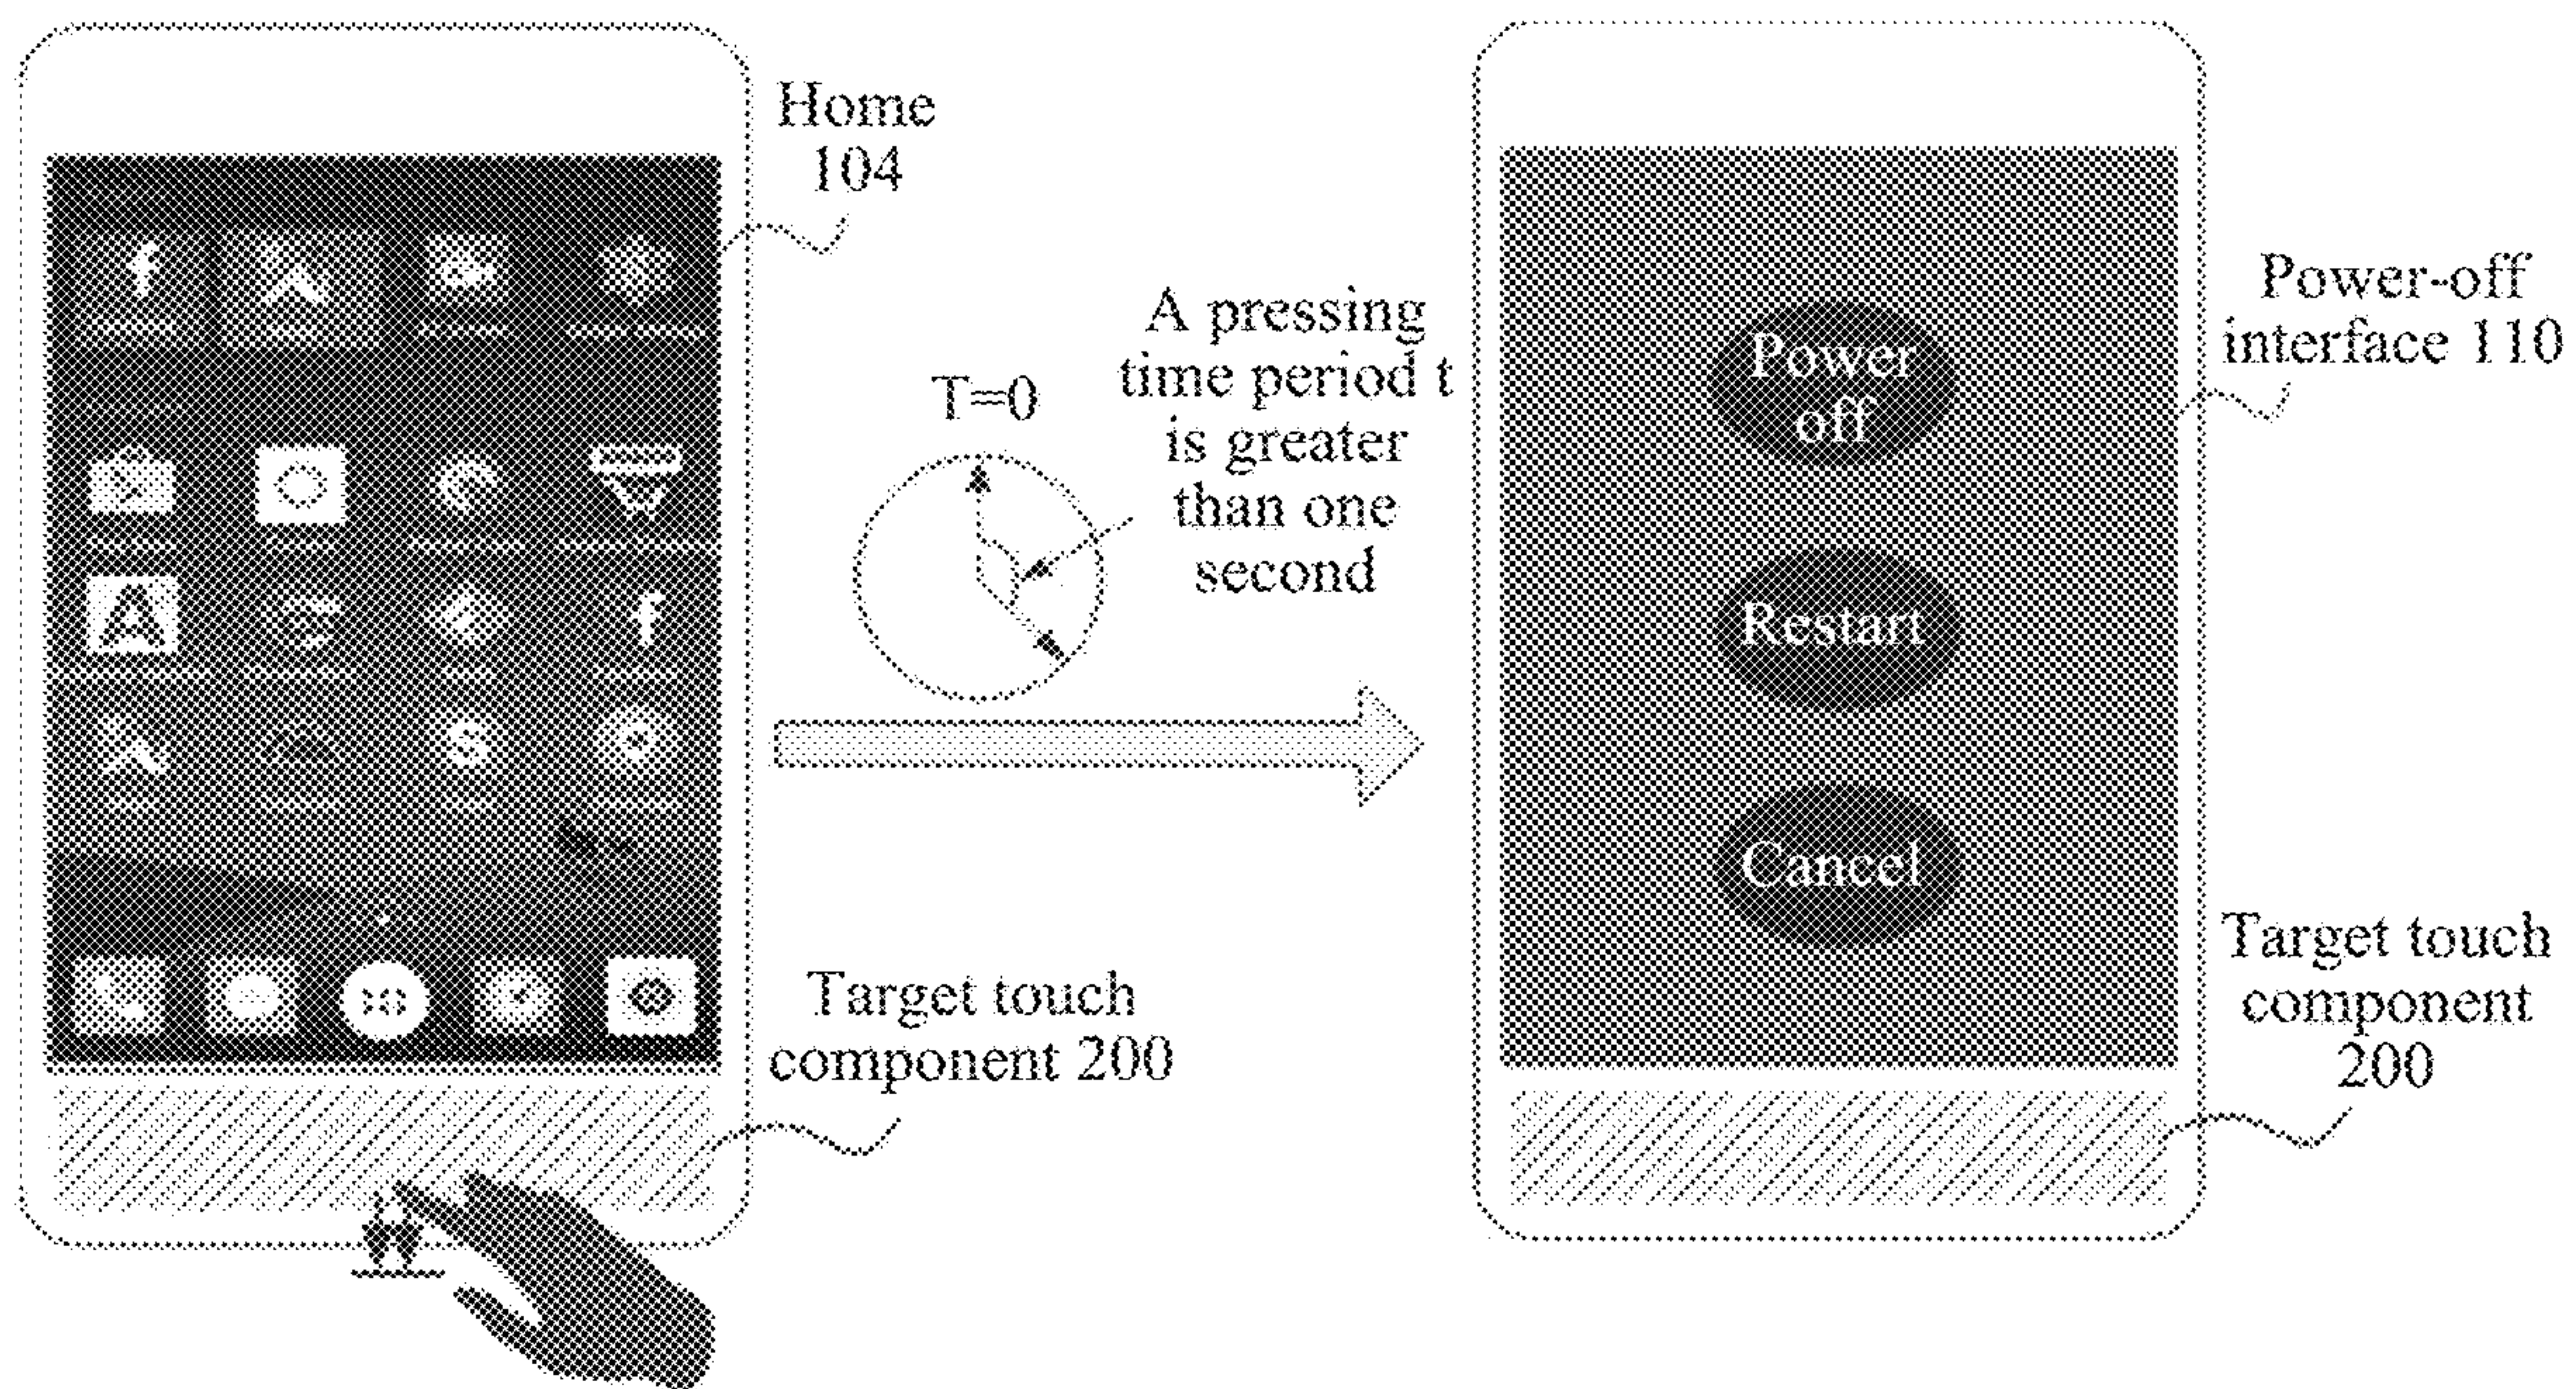 Home
104
T=0
A pressing
time period t
is greater
than one
second
Target touch
component 200
f
A
f
S
Power
off
Restart
Cancel
Power-off
interface 110
Target touch
component
200